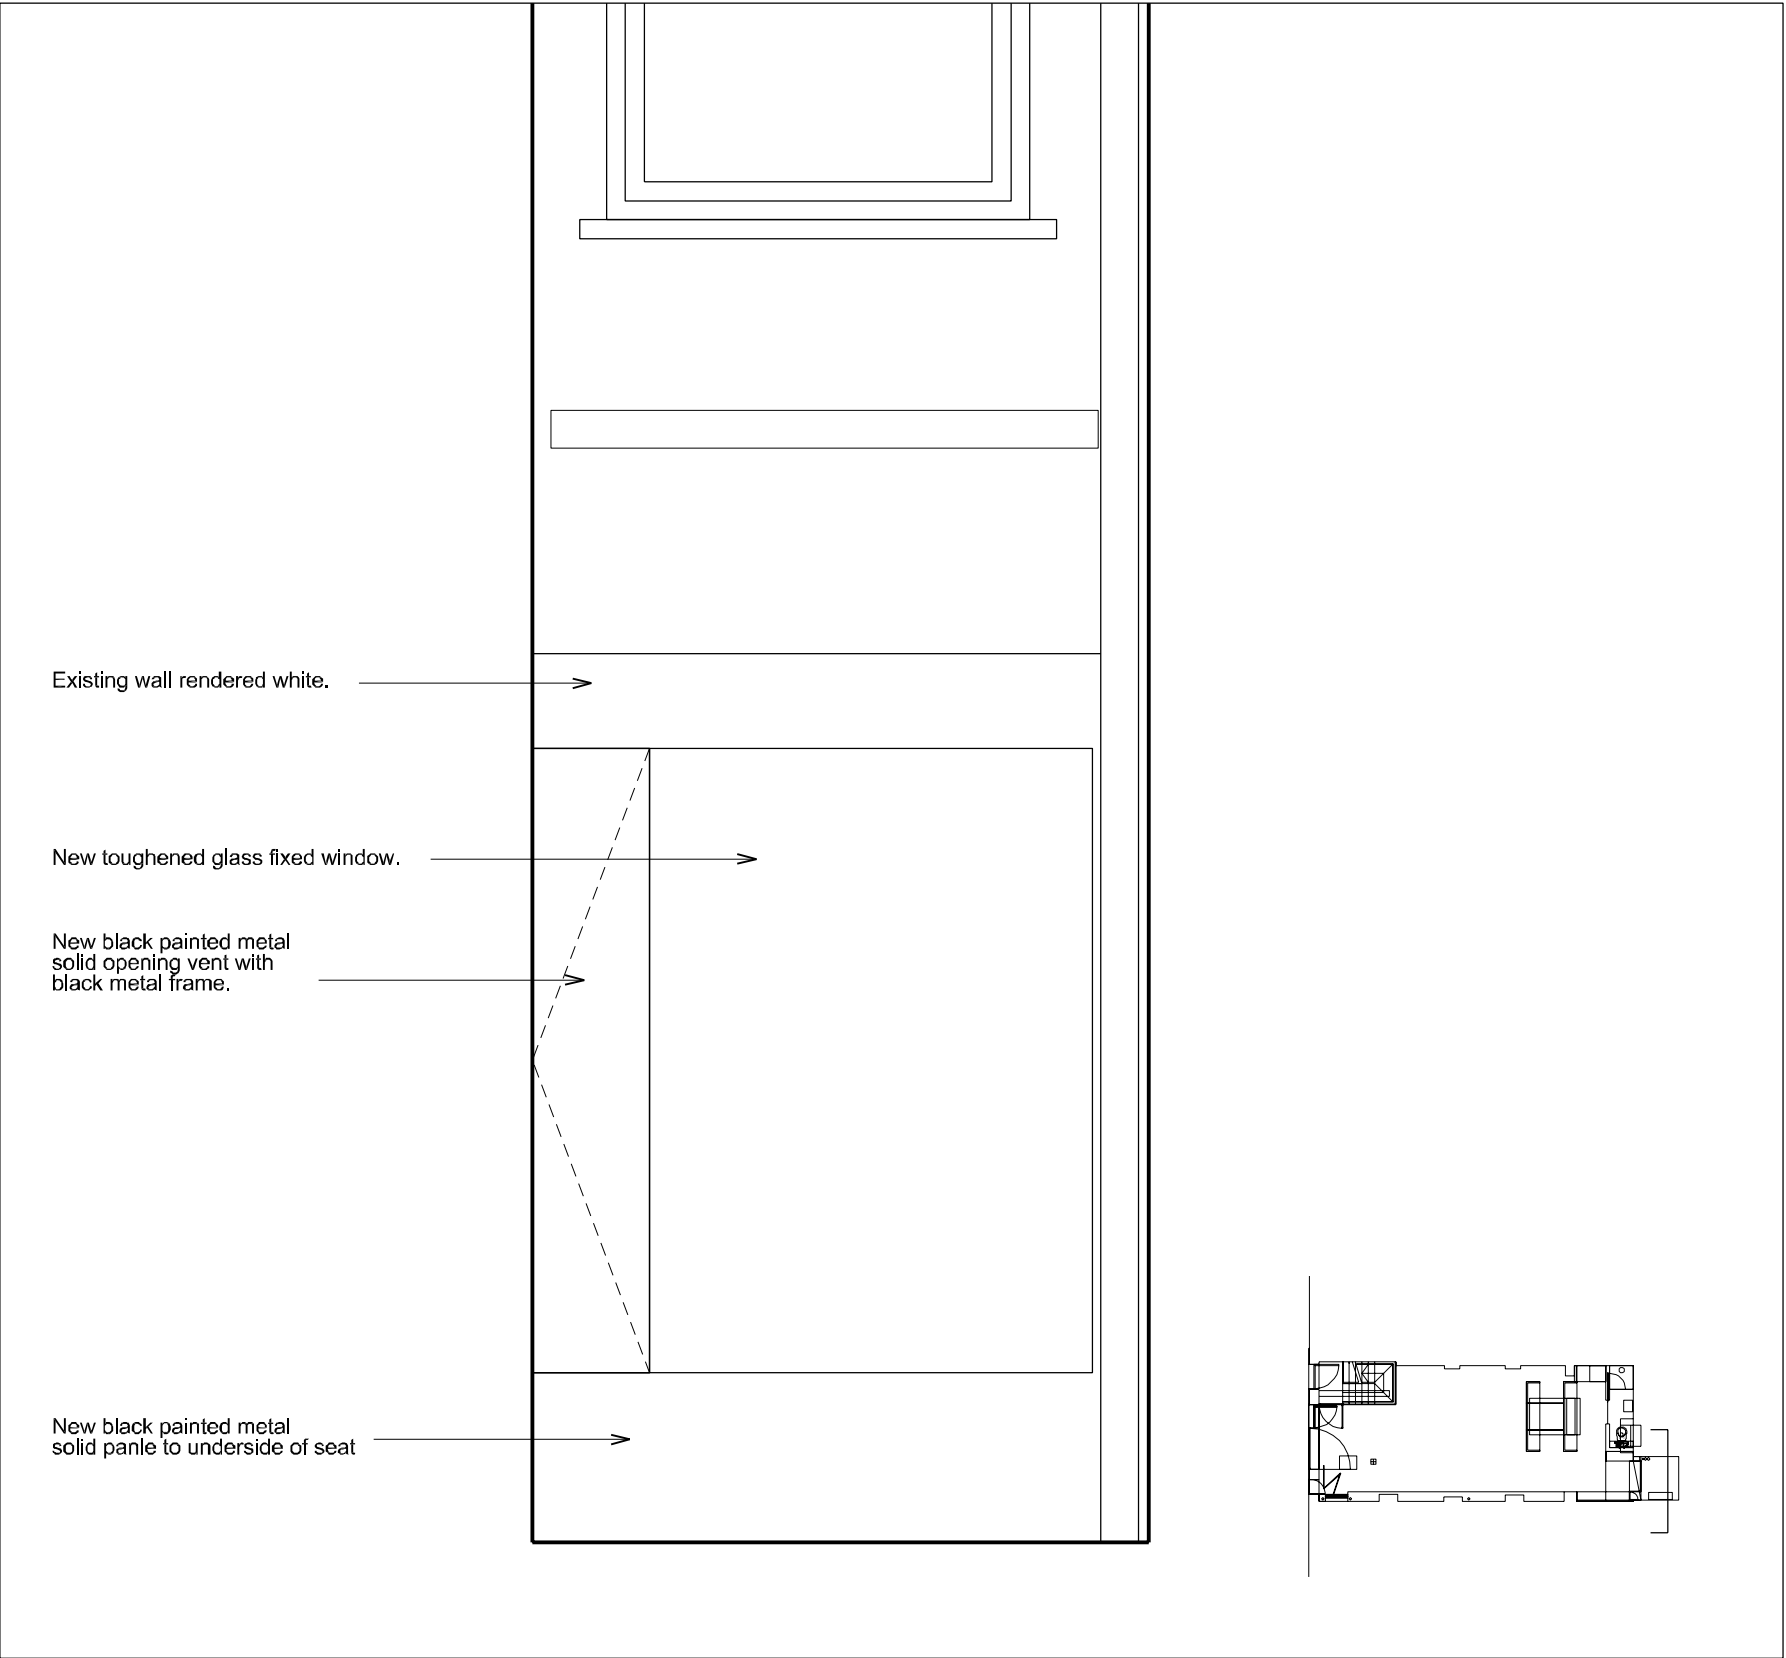 Existing wall rendered white.
New toughened glass fixed window.
New black painted metal
solid opening vent with
black metal frame.
New black painted metal
solid panle to underside of seat